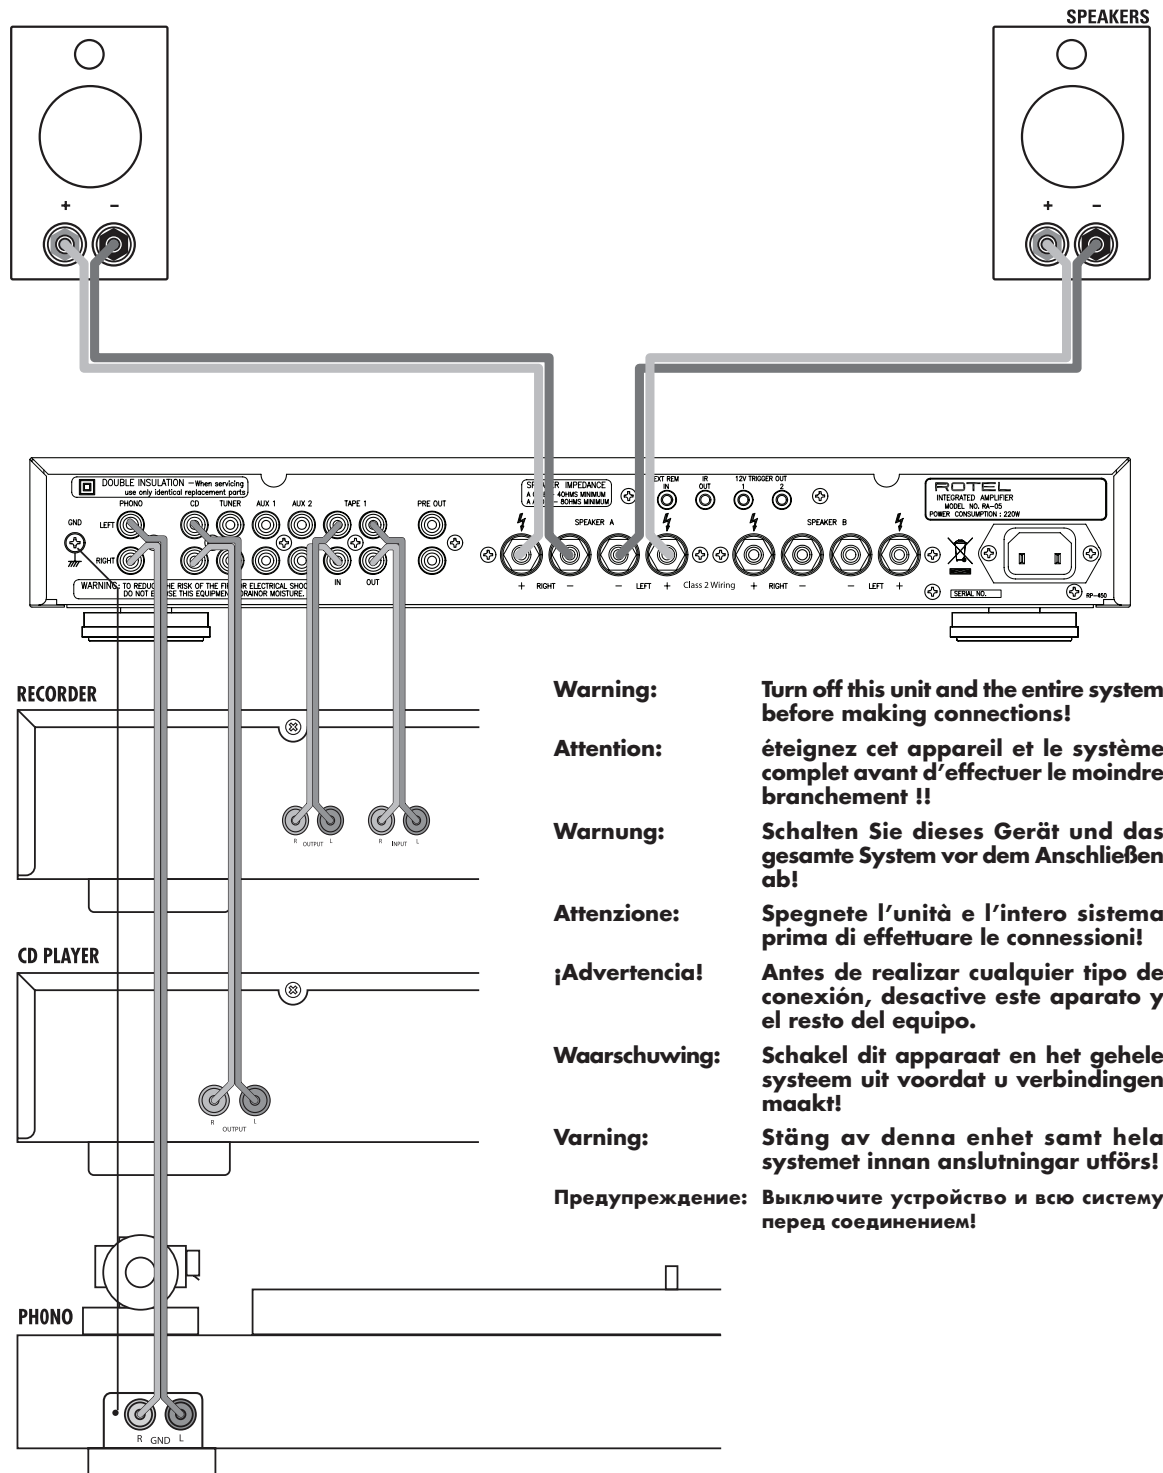 SPEAKERS
+ −
+ −
DOUBLE INSULATION −When servicing
use only identical replacement parts
PHONO CD TUNER AUX 1 AUX 2 TAPE 1 PRE OUT
GND
LEFT
RIGHT
IN OUT
WARNING: TO REDUC HE RISK OF THE FI OR ELECTRICAL SHOC
DO NOT E SE THIS EQUIPMEN ORAINOR MOISTURE.
SPE ER IMPEDANCE
4OHMS MINIMUM
8OHMS MINIMUM
EXT REM
IN
IR
OUT
12V TRIGGER OUT
1 2
SPEAKER A
SPEAKER B
+ RIGHT − − LEFT +
Class 2 Wiring
+ RIGHT − − LEFT +
ROTEL
INTEGRATED AMPLIFIER
MODEL NO. RA−05
POWER CONSUMPTION : 220W
SERIAL NO.
RP−450
RECORDER
R OUTPUT L
R INPUT L
CD PLAYER
R OUTPUT L
PHONO
R GND L
Warning: Turn off this unit and the entire system
before making connections!
Attention: éteignez cet appareil et le système
complet avant d’effectuer le moindre
branchement !!
Warnung: Schalten Sie dieses Gerät und das
gesamte System vor dem Anschließen
ab!
Attenzione: Spegnete l’unità e l’intero sistema
prima di effettuare le connessioni!
¡Advertencia! Antes de realizar cualquier tipo de
conexión, desactive este aparato y
el resto del equipo.
Waarschuwing: Schakel dit apparaat en het gehele
systeem uit voordat u verbindingen
maakt!
Varning: Stäng av denna enhet samt hela
systemet innan anslutningar utförs!
Предупреждение: Выключите устройство и всю систему
перед соединением!